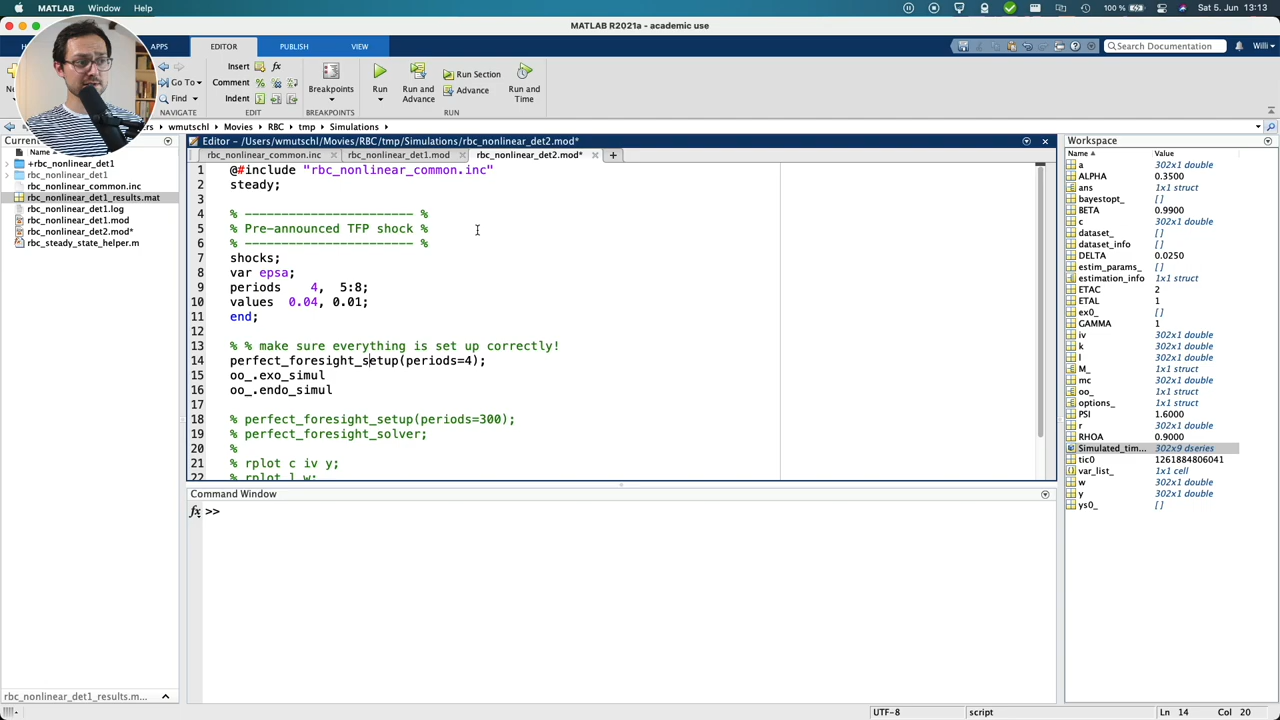 MATLAB Window Help 100 % Sat 5. Jun 13:13
MATLAB R2021a - academic use
APPS EDITOR PUBLISH VIEW Search Documentation Willi
Insert fx
Go To Comment % Breakpoints Run Run and Advance Run Section Advance Run and Time
Find Indent
NAVIGATE EDIT BREAKPOINTS RUN
wmutschl Movies RBC tmp Simulations
Editor - /Users/wmutschl/Movies/RBC/tmp/Simulations/rbc_nonlinear_det2.mod*
rbc_nonlinear_common.inc rbc_nonlinear_det1.mod rbc_nonlinear_det2.mod*
Name
+rbc_nonlinear_det1
rbc_nonlinear_det1
rbc_nonlinear_common.inc
rbc_nonlinear_det1_results.mat
rbc_nonlinear_det1.log
rbc_nonlinear_det1.mod
rbc_nonlinear_det2.mod*
rbc_steady_state_helper.m
rbc_nonlinear_det1_results.m...
1 @#include "rbc_nonlinear_common.inc"
2 steady;
3
4 % ----------------------- %
5 % Pre-announced TFP shock %
6 % ----------------------- %
7 shocks;
8 var epsa;
9 periods    4,  5:8;
10 values  0.04, 0.01;
11 end;
12
13 % % make sure everything is set up correctly!
14 perfect_foresight_setup(periods=4);
15 oo_.exo_simul
16 oo_.endo_simul
17
18 % perfect_foresight_setup(periods=300);
19 % perfect_foresight_solver;
20 %
21 % rplot c iv y;
22 % rplot l w;
Command Window
fx >>
Workspace
Name Value
a 302x1 double
ALPHA 0.3500
ans 1x1 struct
bayestopt_ []
BETA 0.9900
c 302x1 double
dataset_ []
dataset_info []
DELTA 0.0250
estim_params_ []
estimation_info 1x1 struct
ETAC 2
ETAL 1
ex0_ []
GAMMA 1
iv 302x1 double
k 302x1 double
l 302x1 double
M_ 1x1 struct
mc 302x1 double
oo_ 1x1 struct
options_ 1x1 struct
PSI 1.6000
r 302x1 double
RHOA 0.9000
Simulated_tim... 302x9 dseries
tic0 1261884806041
var_list_ 1x1 cell
w 302x1 double
y 302x1 double
ys0_ []
UTF-8 script Ln 14 Col 20